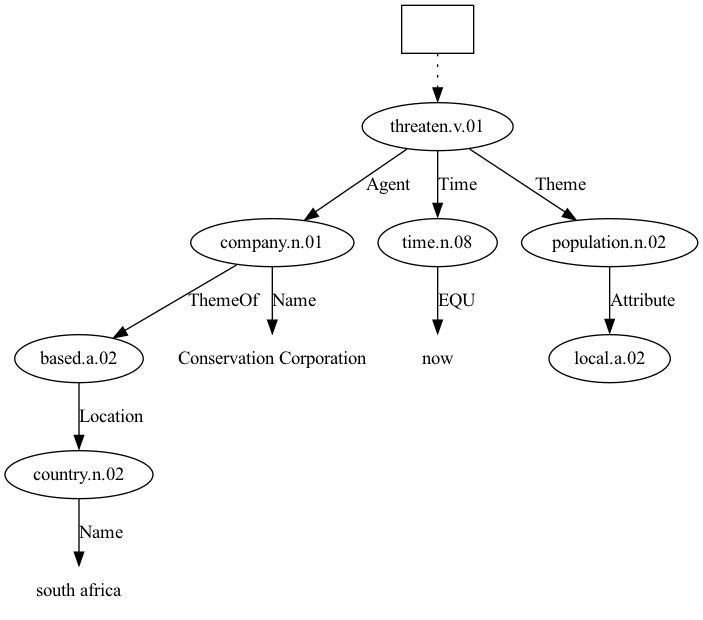 threaten.v.01
Agent Time Theme
company.n.01 time.n.08 population.n.02
ThemeOf Name EQU Attribute
based.a.02 Conservation Corporation now local.a.02
Location
country.n.02
Name
south africa